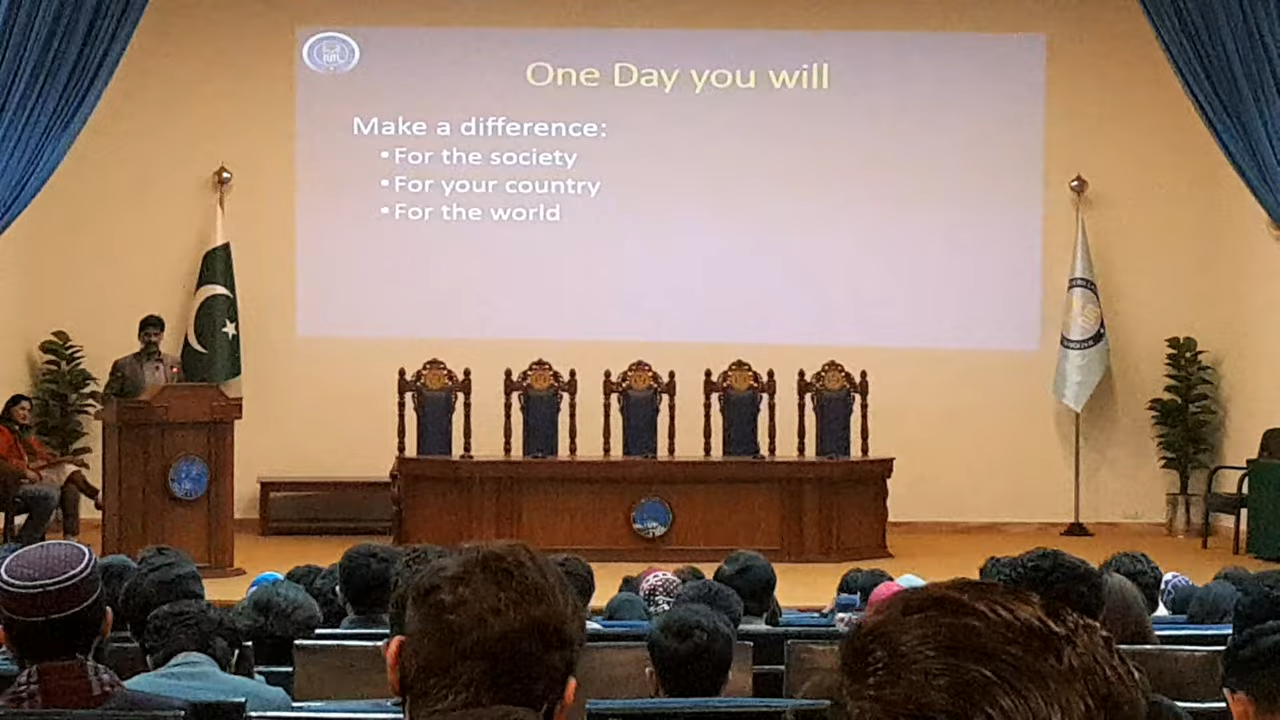 One Day you will
Make a difference:
• For the society
• For your country
• For the world